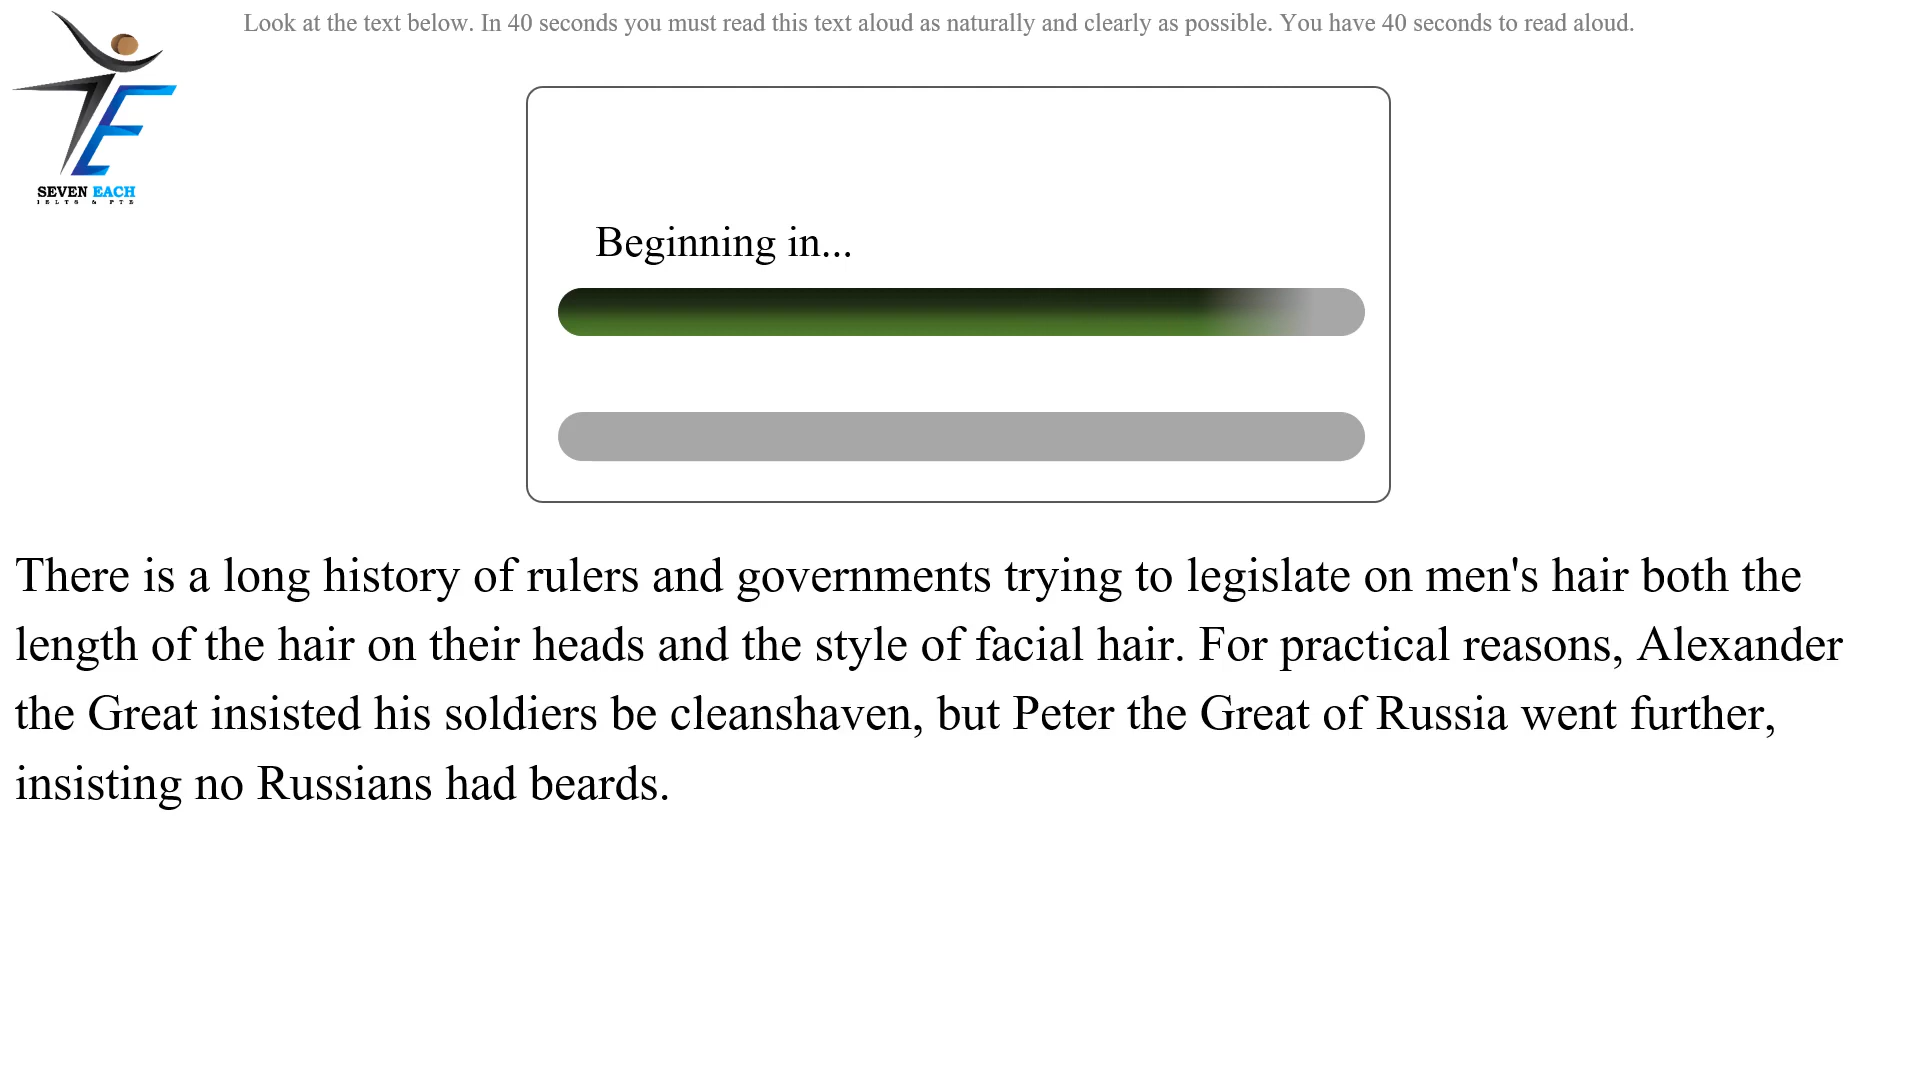 Look at the text below. In 40 seconds you must read this text aloud as naturally and clearly as possible. You have 40 seconds to read aloud.
SEVEN EACH
IELTS & PTE
Beginning in...
There is a long history of rulers and governments trying to legislate on men's hair both the
length of the hair on their heads and the style of facial hair. For practical reasons, Alexander
the Great insisted his soldiers be cleanshaven, but Peter the Great of Russia went further,
insisting no Russians had beards.